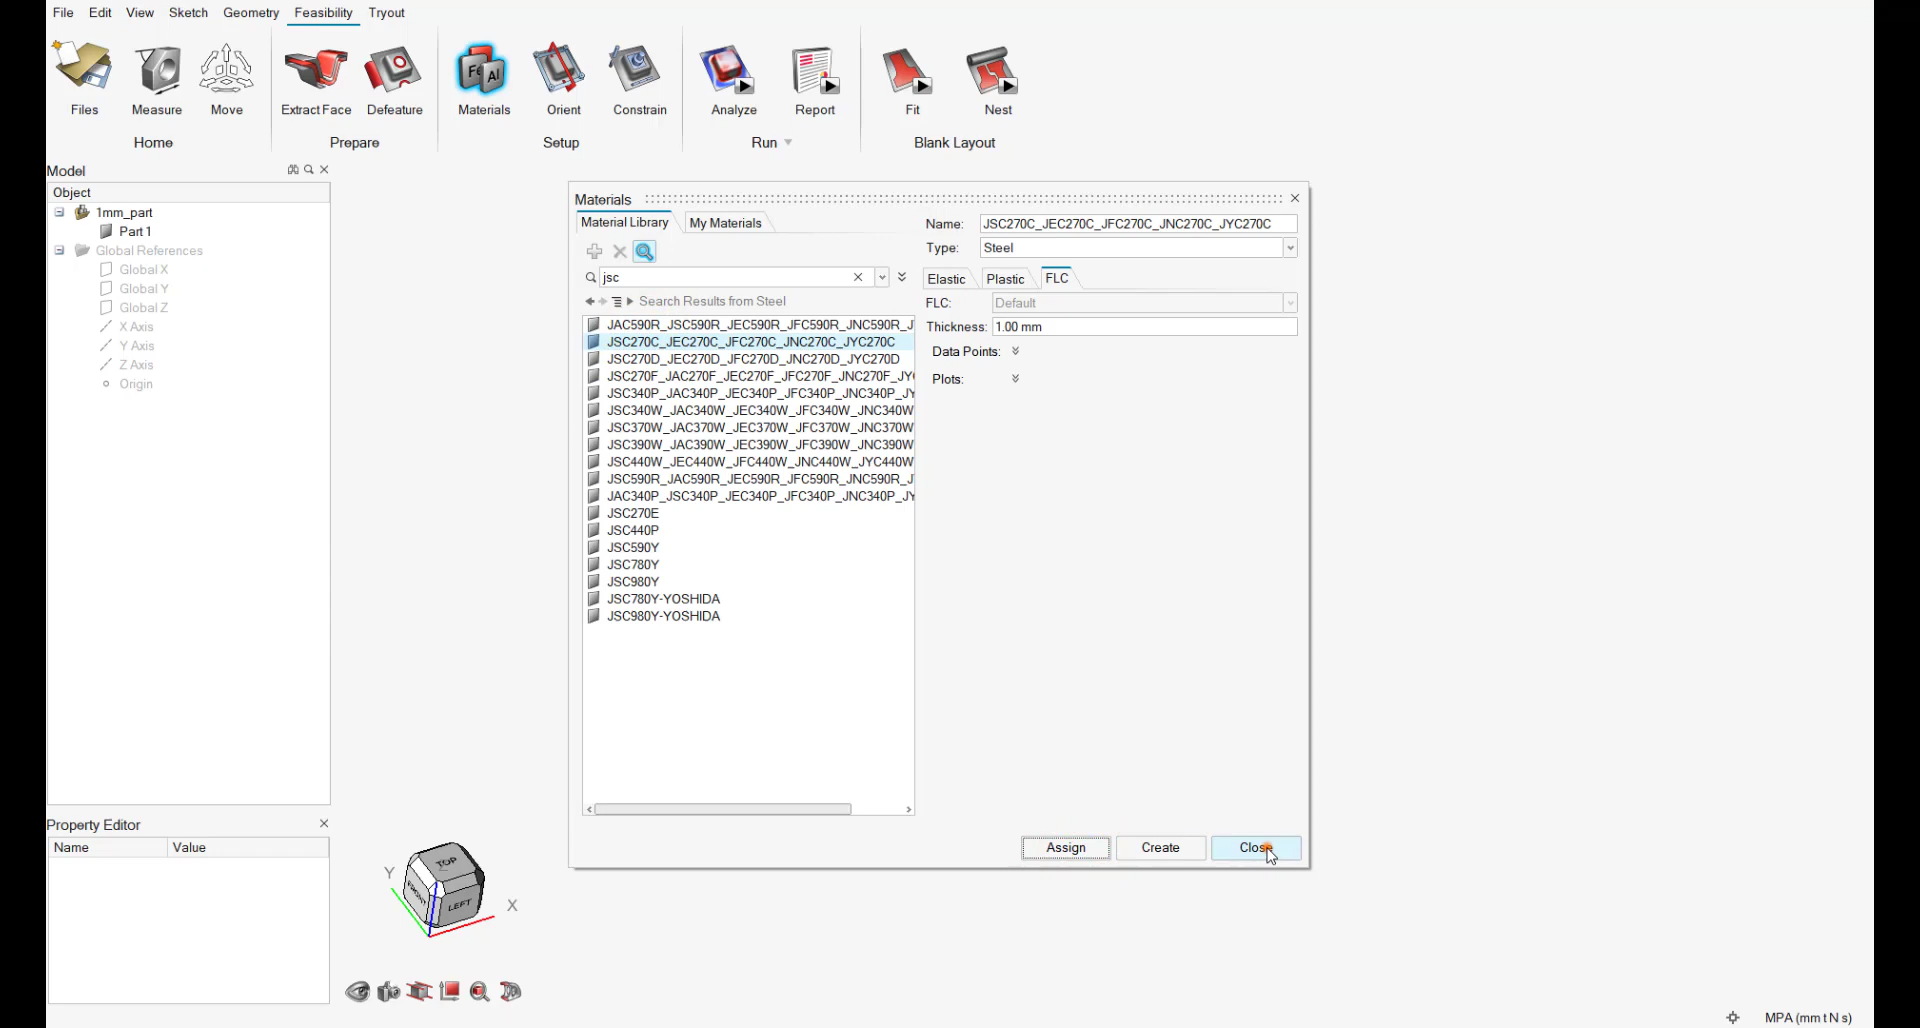 File Edit View Sketch Geometry Feasibility Tryout
Files Measure Move Extract Face Defeature Materials Orient Constrain Analyze Report Fit Nest
Home Prepare Setup Run Blank Layout
Model
Object
1mm_part
Part 1
Global References
Global X
Global Y
Global Z
X Axis
Y Axis
Z Axis
Origin
Property Editor
Name Value
Materials
Material Library My Materials
jsc
Search Results from Steel
JAC590R_JSC590R_JEC590R_JFC590R_JNC590R_J
JSC270C_JEC270C_JFC270C_JNC270C_JYC270C
JSC270D_JEC270D_JFC270D_JNC270D_JYC270D
JSC270F_JAC270F_JEC270F_JFC270F_JNC270F_JY
JSC340P_JAC340P_JEC340P_JFC340P_JNC340P_JY
JSC340W_JAC340W_JEC340W_JFC340W_JNC340W
JSC370W_JAC370W_JEC370W_JFC370W_JNC370W
JSC390W_JAC390W_JEC390W_JFC390W_JNC390W
JSC440W_JEC440W_JFC440W_JNC440W_JYC440W
JSC590R_JAC590R_JEC590R_JFC590R_JNC590R_J
JAC340P_JSC340P_JEC340P_JFC340P_JNC340P_JY
JSC270E
JSC440P
JSC590Y
JSC780Y
JSC980Y
JSC780Y-YOSHIDA
JSC980Y-YOSHIDA
Name: JSC270C_JEC270C_JFC270C_JNC270C_JYC270C
Type: Steel
Elastic Plastic FLC
FLC: Default
Thickness: 1.00 mm
Data Points:
Plots:
Assign Create Close
TOP
FRONT
LEFT
Y
X
Z
MPA (mm t N s)